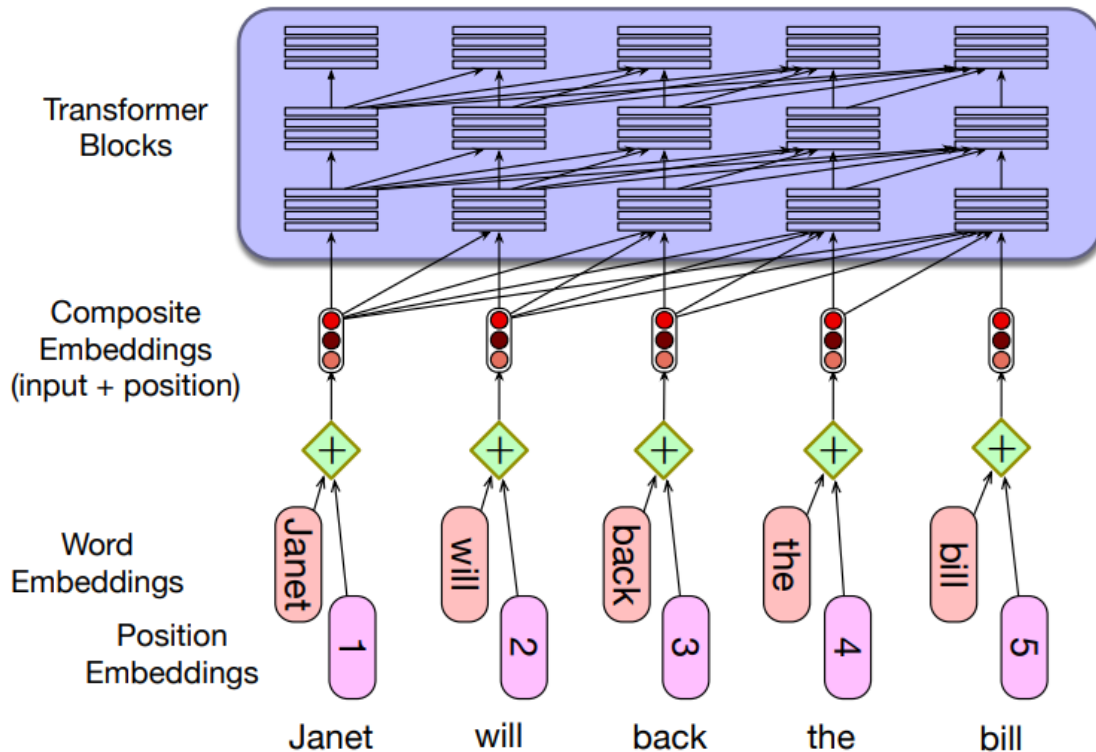 Transformer
Blocks
Composite
Embeddings
(input + position)
+ + + + +
Word
Embeddings
Janet will back the bill
Position
Embeddings
1 2 3 4 5
Janet will back the bill